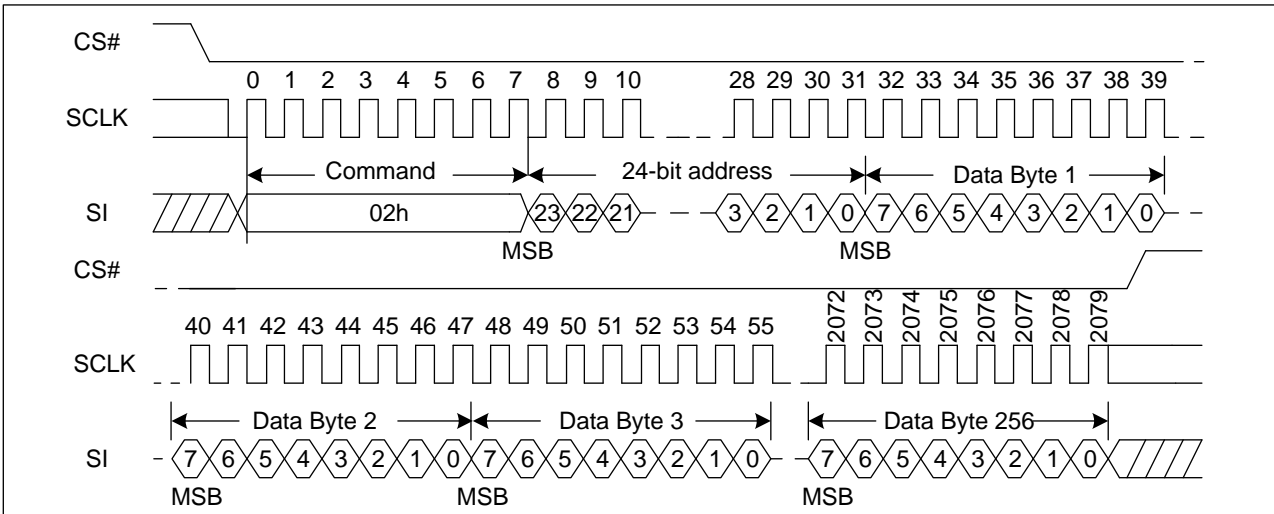 CS#
0 1 2 3 4 5 6 7 8 9 10 28 29 30 31 32 33 34 35 36 37 38 39
SCLK
Command 24-bit address Data Byte 1
SI 02h 23 22 21 3 2 1 0 7 6 5 4 3 2 1 0
MSB MSB
CS#
2072 2073 2074 2075 2076 2077 2078 2079
40 41 42 43 44 45 46 47 48 49 50 51 52 53 54 55
SCLK
Data Byte 2 Data Byte 3 Data Byte 256
SI 7 6 5 4 3 2 1 0 7 6 5 4 3 2 1 0 7 6 5 4 3 2 1 0
MSB MSB MSB